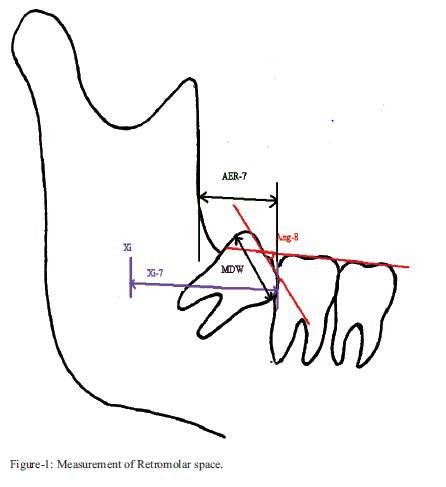 AER-7
Ang-8
Xi
MDW
Xi-7
Figure-1: Measurement of Retromolar space.